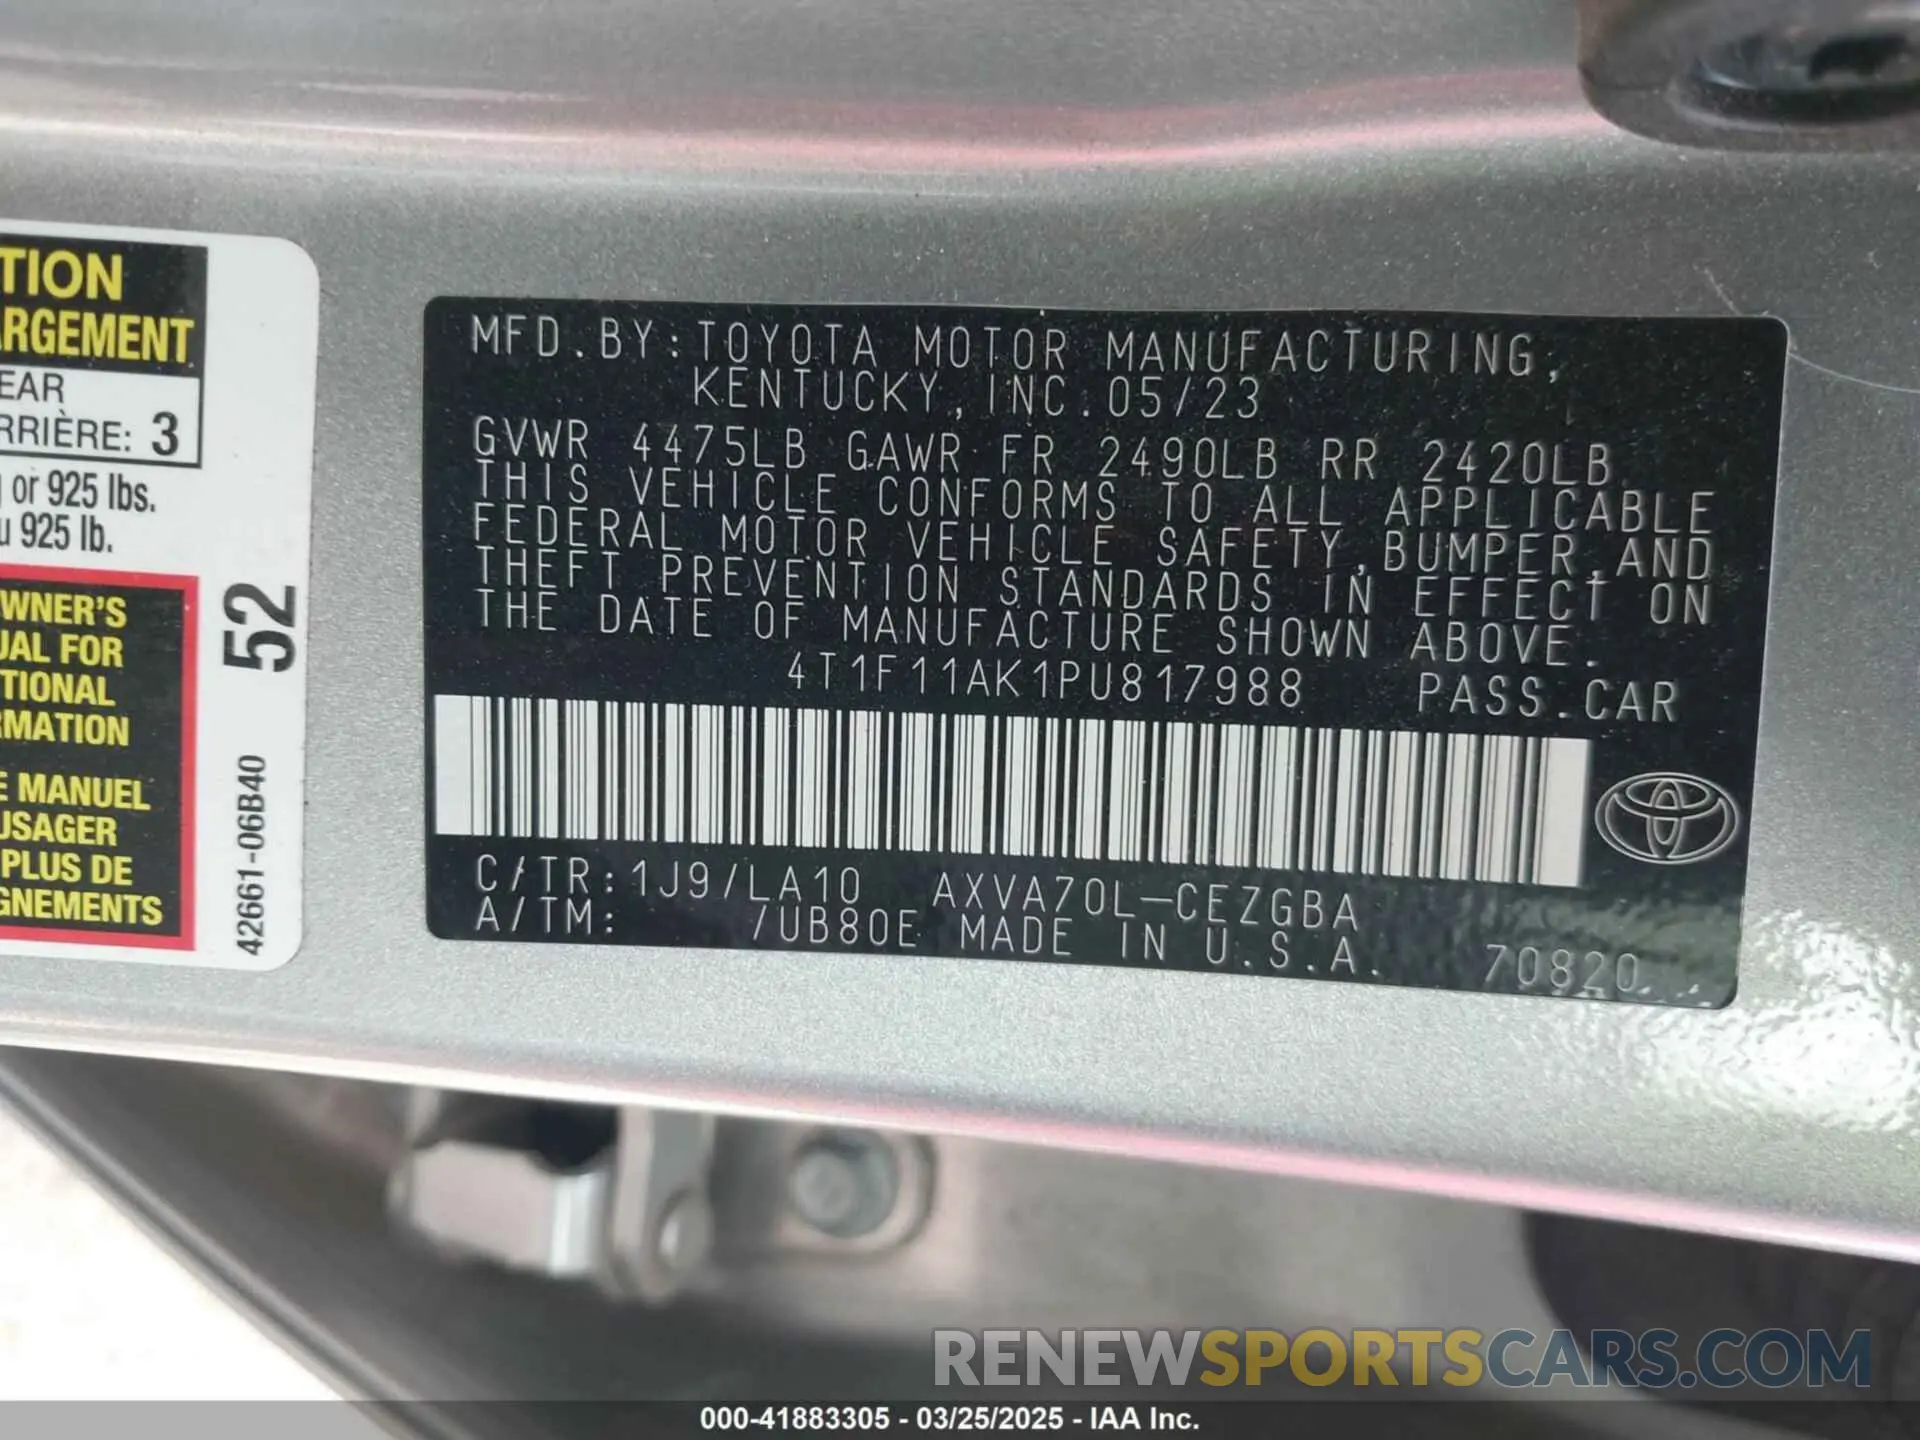 TION
ARGEMENT
EAR
RRIÈRE: 3
or 925 lbs.
u 925 lb.
WNER'S
UAL FOR
TIONAL
RMATION
E MANUEL
USAGER
PLUS DE
GNEMENTS
52
42661-06B40
MFD.BY:TOYOTA MOTOR MANUFACTURING,
KENTUCKY, INC.05/23
GVWR 4475LB GAWR FR 2490LB RR 2420LB
THIS VEHICLE CONFORMS TO ALL APPLICABLE
FEDERAL MOTOR VEHICLE SAFETY,BUMPER,AND
THEFT PREVENTION STANDARDS IN EFFECT ON
THE DATE OF MANUFACTURE SHOWN ABOVE.
4T1F11AK1PU817988 PASS.CAR
C/TR:1J9/LA10 AXVA70L-CEZGBA
A/TM: /UB80E MADE IN U.S.A. 70820
RENEWSPORTSCARS.COM
000-41883305 - 03/25/2025 - IAA Inc.